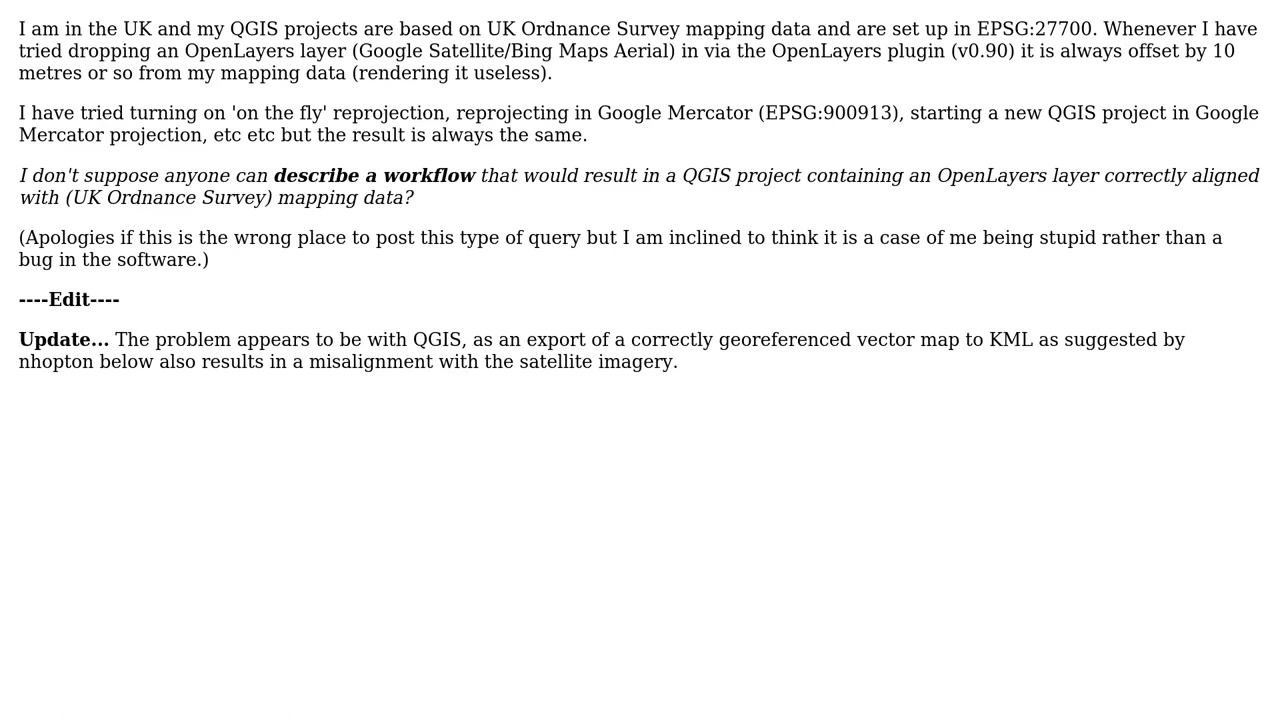 I am in the UK and my QGIS projects are based on UK Ordnance Survey mapping data and are set up in EPSG:27700. Whenever I have
tried dropping an OpenLayers layer (Google Satellite/Bing Maps Aerial) in via the OpenLayers plugin (v0.90) it is always offset by 10
metres or so from my mapping data (rendering it useless).
I have tried turning on 'on the fly' reprojection, reprojecting in Google Mercator (EPSG:900913), starting a new QGIS project in Google
Mercator projection, etc etc but the result is always the same.
I don't suppose anyone can describe a workflow that would result in a QGIS project containing an OpenLayers layer correctly aligned
with (UK Ordnance Survey) mapping data?
(Apologies if this is the wrong place to post this type of query but I am inclined to think it is a case of me being stupid rather than a
bug in the software.)
----Edit----
Update... The problem appears to be with QGIS, as an export of a correctly georeferenced vector map to KML as suggested by
nhopton below also results in a misalignment with the satellite imagery.